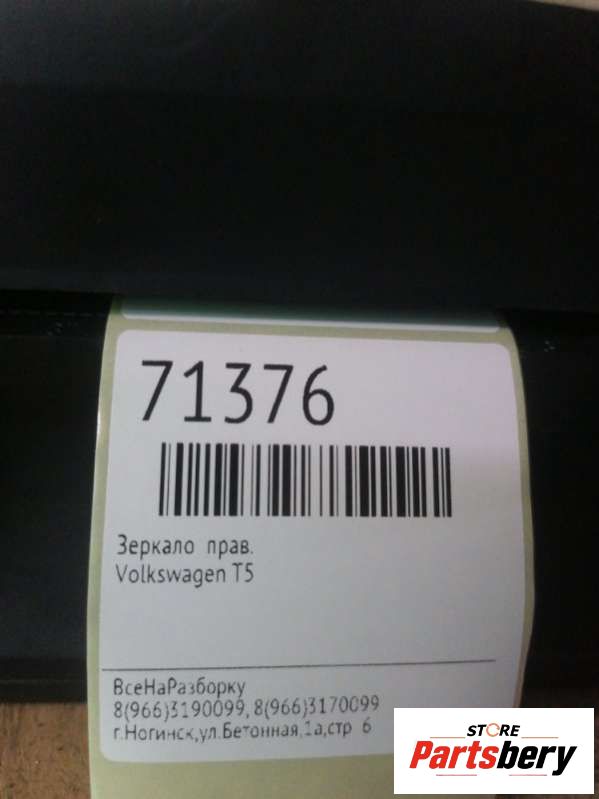 71376
Зеркало прав.
Volkswagen T5
ВсеНаРазборку
8(966)3190099, 8(966)3170099
г.Ногинск,ул.Бетонная,1а,стр 6
STORE
Partsbery